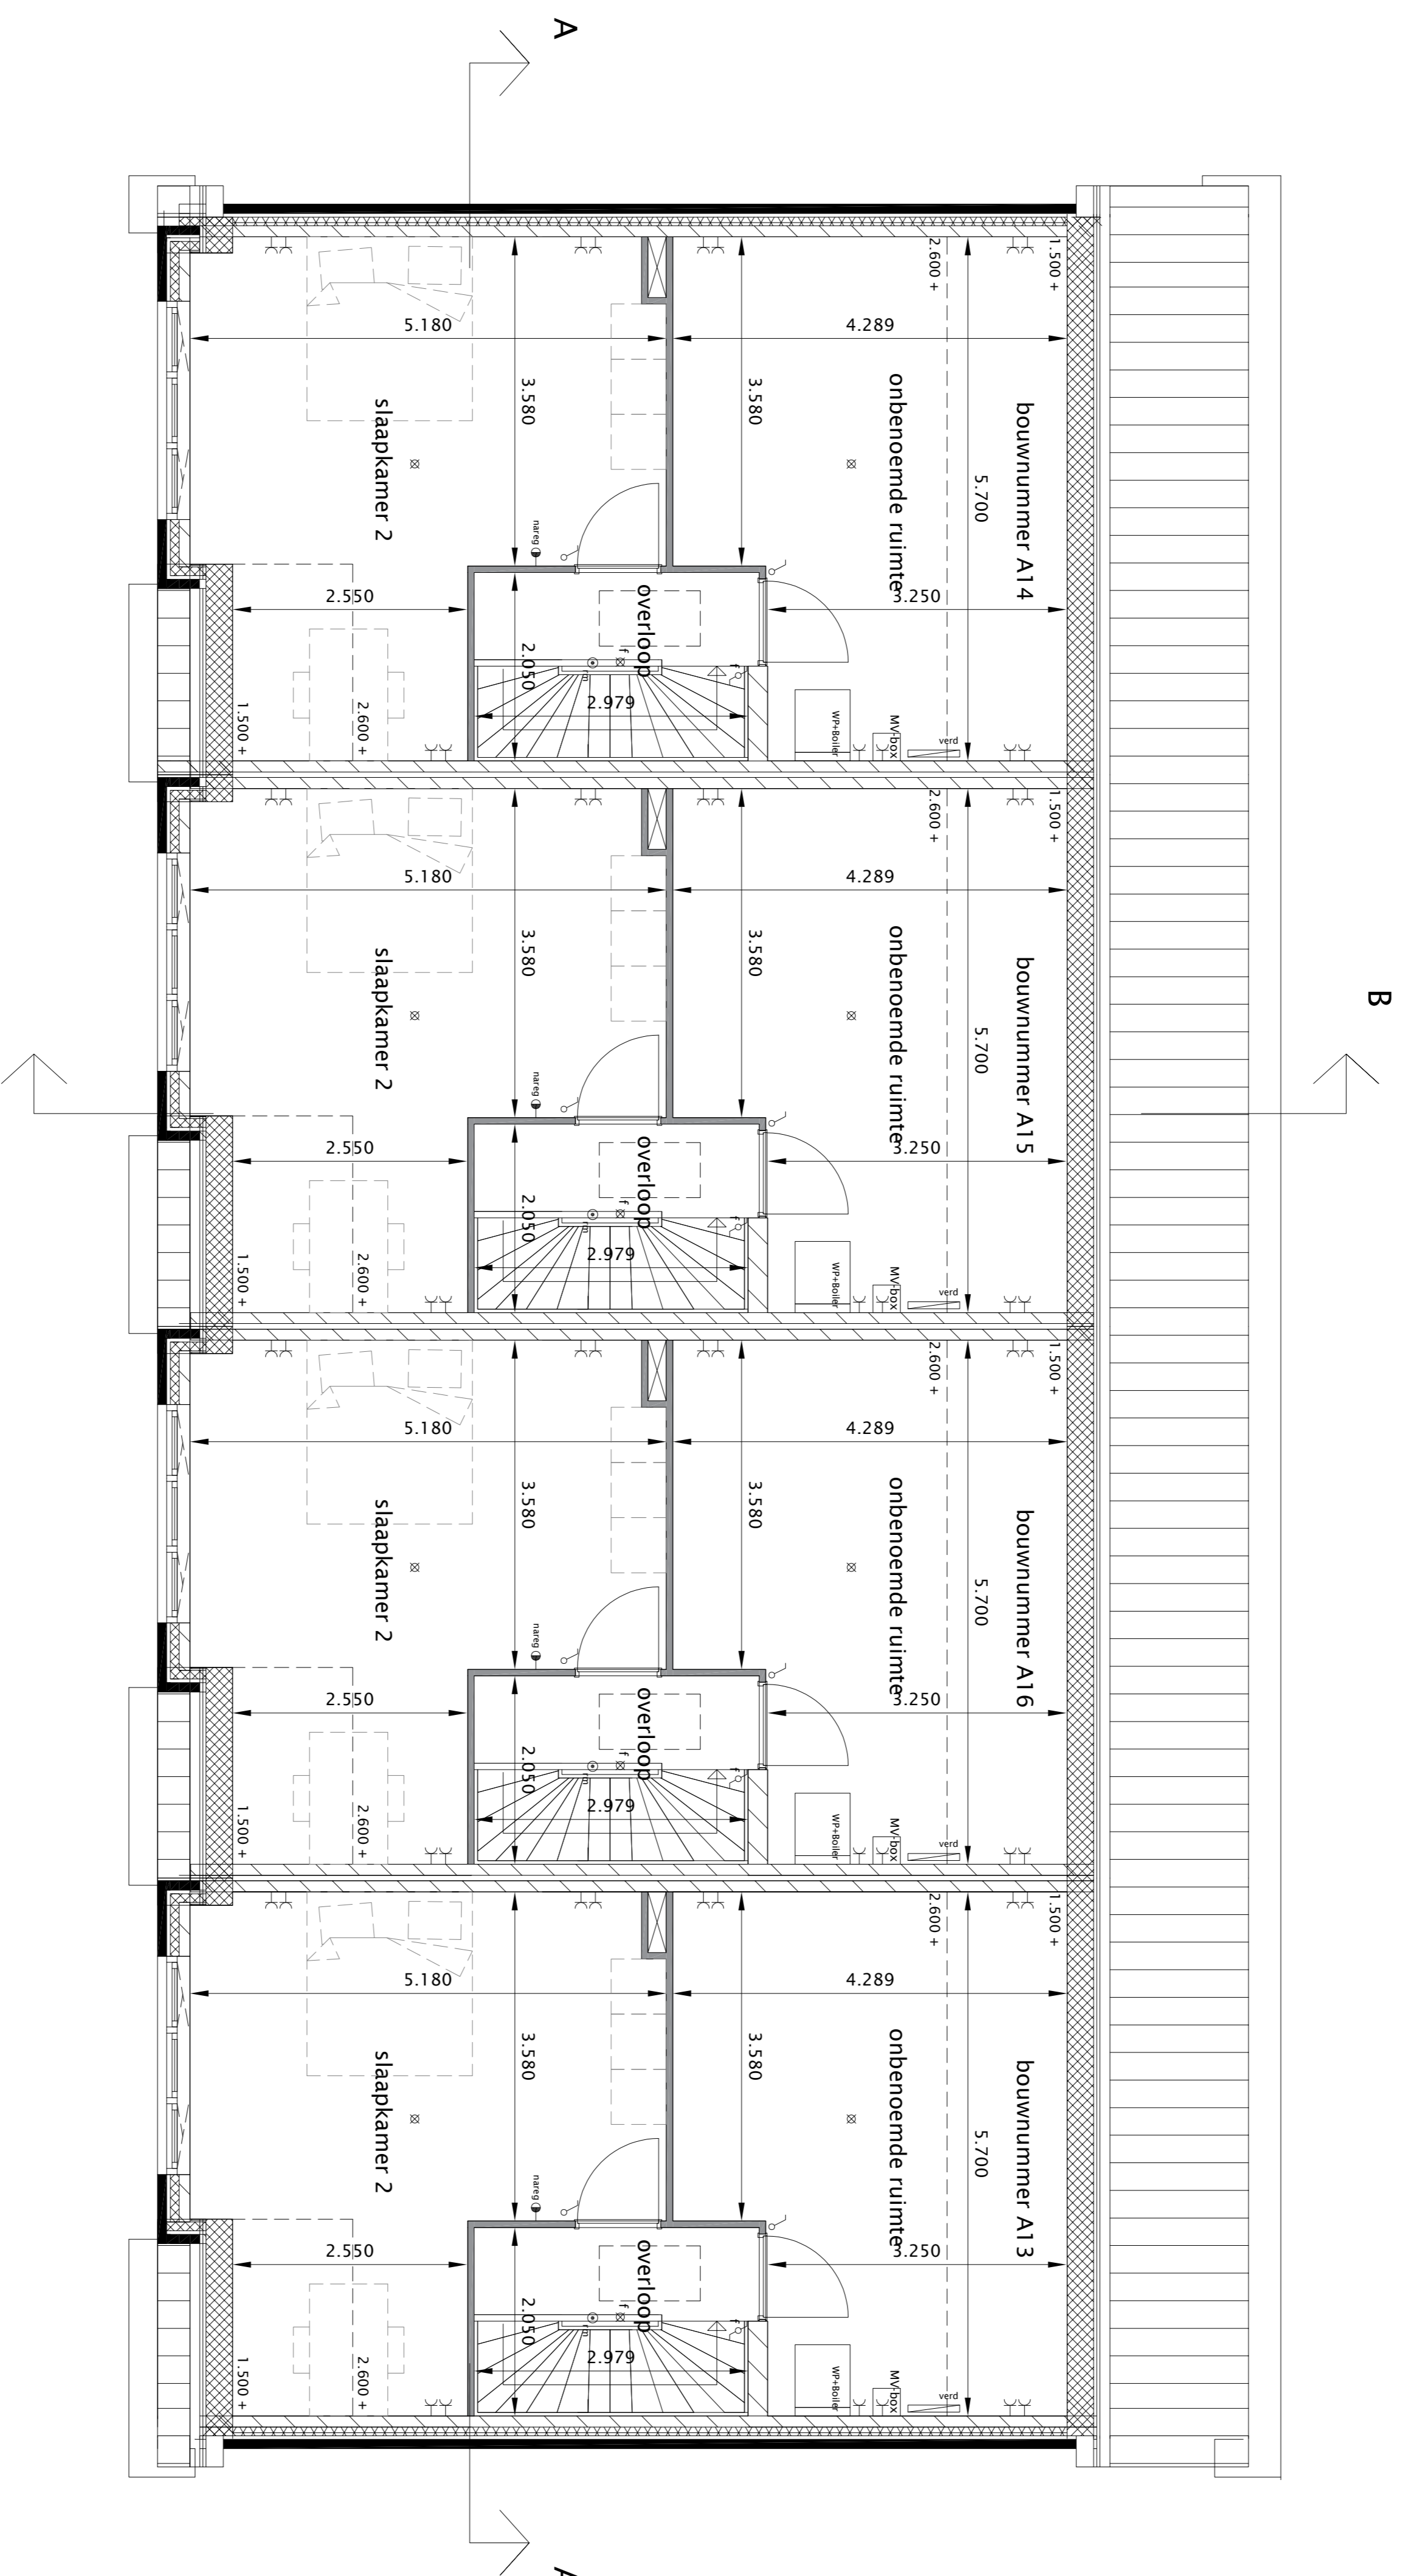 A
B
bouwnummer A14
1.500 +
2.600 +
5.700
onbenoemde ruimte
4.289
3.250
3.580
verd
MV-box
WP+Boiler
overloop
f
f
rm
2.979
2.050
nareg
3.580
5.180
slaapkamer 2
2.550
2.600 +
1.500 +
bouwnummer A15
1.500 +
2.600 +
5.700
onbenoemde ruimte
4.289
3.250
3.580
verd
MV-box
WP+Boiler
overloop
f
f
rm
2.979
2.050
nareg
3.580
5.180
slaapkamer 2
2.550
2.600 +
1.500 +
bouwnummer A16
1.500 +
2.600 +
5.700
onbenoemde ruimte
4.289
3.250
3.580
verd
MV-box
WP+Boiler
overloop
f
f
rm
2.979
2.050
nareg
3.580
5.180
slaapkamer 2
2.550
2.600 +
1.500 +
bouwnummer A13
1.500 +
2.600 +
5.700
onbenoemde ruimte
4.289
3.250
3.580
verd
MV-box
WP+Boiler
overloop
f
f
rm
2.979
2.050
nareg
3.580
5.180
slaapkamer 2
2.550
2.600 +
1.500 +
A